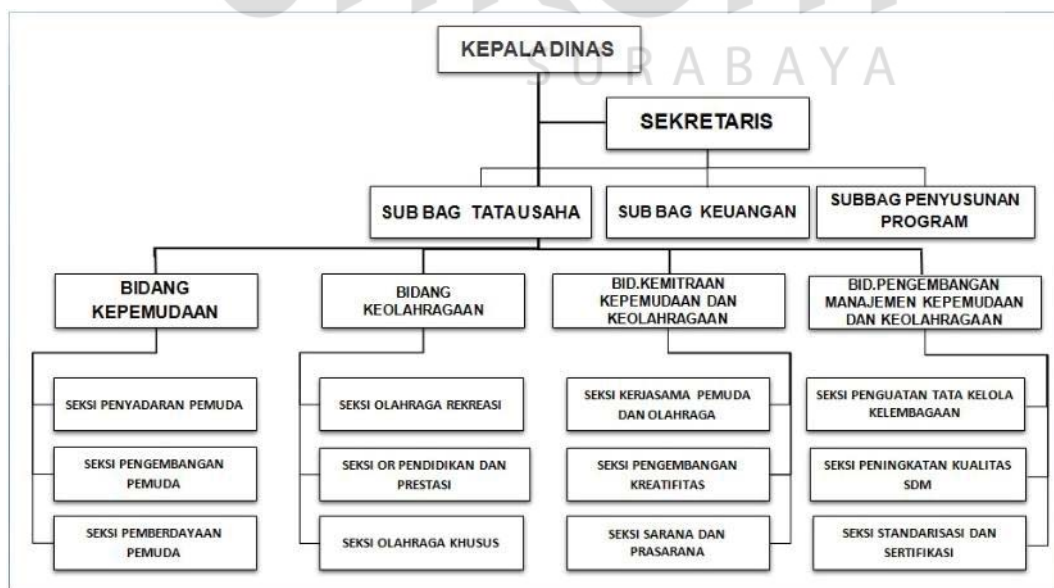 SURABAYA
KEPALA DINAS
SEKRETARIS
SUB BAG TATA USAHA
SUB BAG KEUANGAN
SUBBAG PENYUSUNAN
PROGRAM
BIDANG
KEPEMUDAAN
BIDANG
KEOLAHRAGAAN
BID.KEMITRAAN
KEPEMUDAAN DAN
KEOLAHRAGAAN
BID.PENGEMBANGAN
MANAJEMEN KEPEMUDAAN
DAN KEOLAHRAGAAN
SEKSI PENYADARAN PEMUDA
SEKSI PENGEMBANGAN
PEMUDA
SEKSI PEMBERDAYAAN
PEMUDA
SEKSI OLAHRAGA REKREASI
SEKSI OR PENDIDIKAN DAN
PRESTASI
SEKSI OLAHRAGA KHUSUS
SEKSI KERJASAMA PEMUDA
DAN OLAHRAGA
SEKSI PENGEMBANGAN
KREATIFITAS
SEKSI SARANA DAN
PRASARANA
SEKSI PENGUATAN TATA KELOLA
KELEMBAGAAN
SEKSI PENINGKATAN KUALITAS
SDM
SEKSI STANDARISASI DAN
SERTIFIKASI